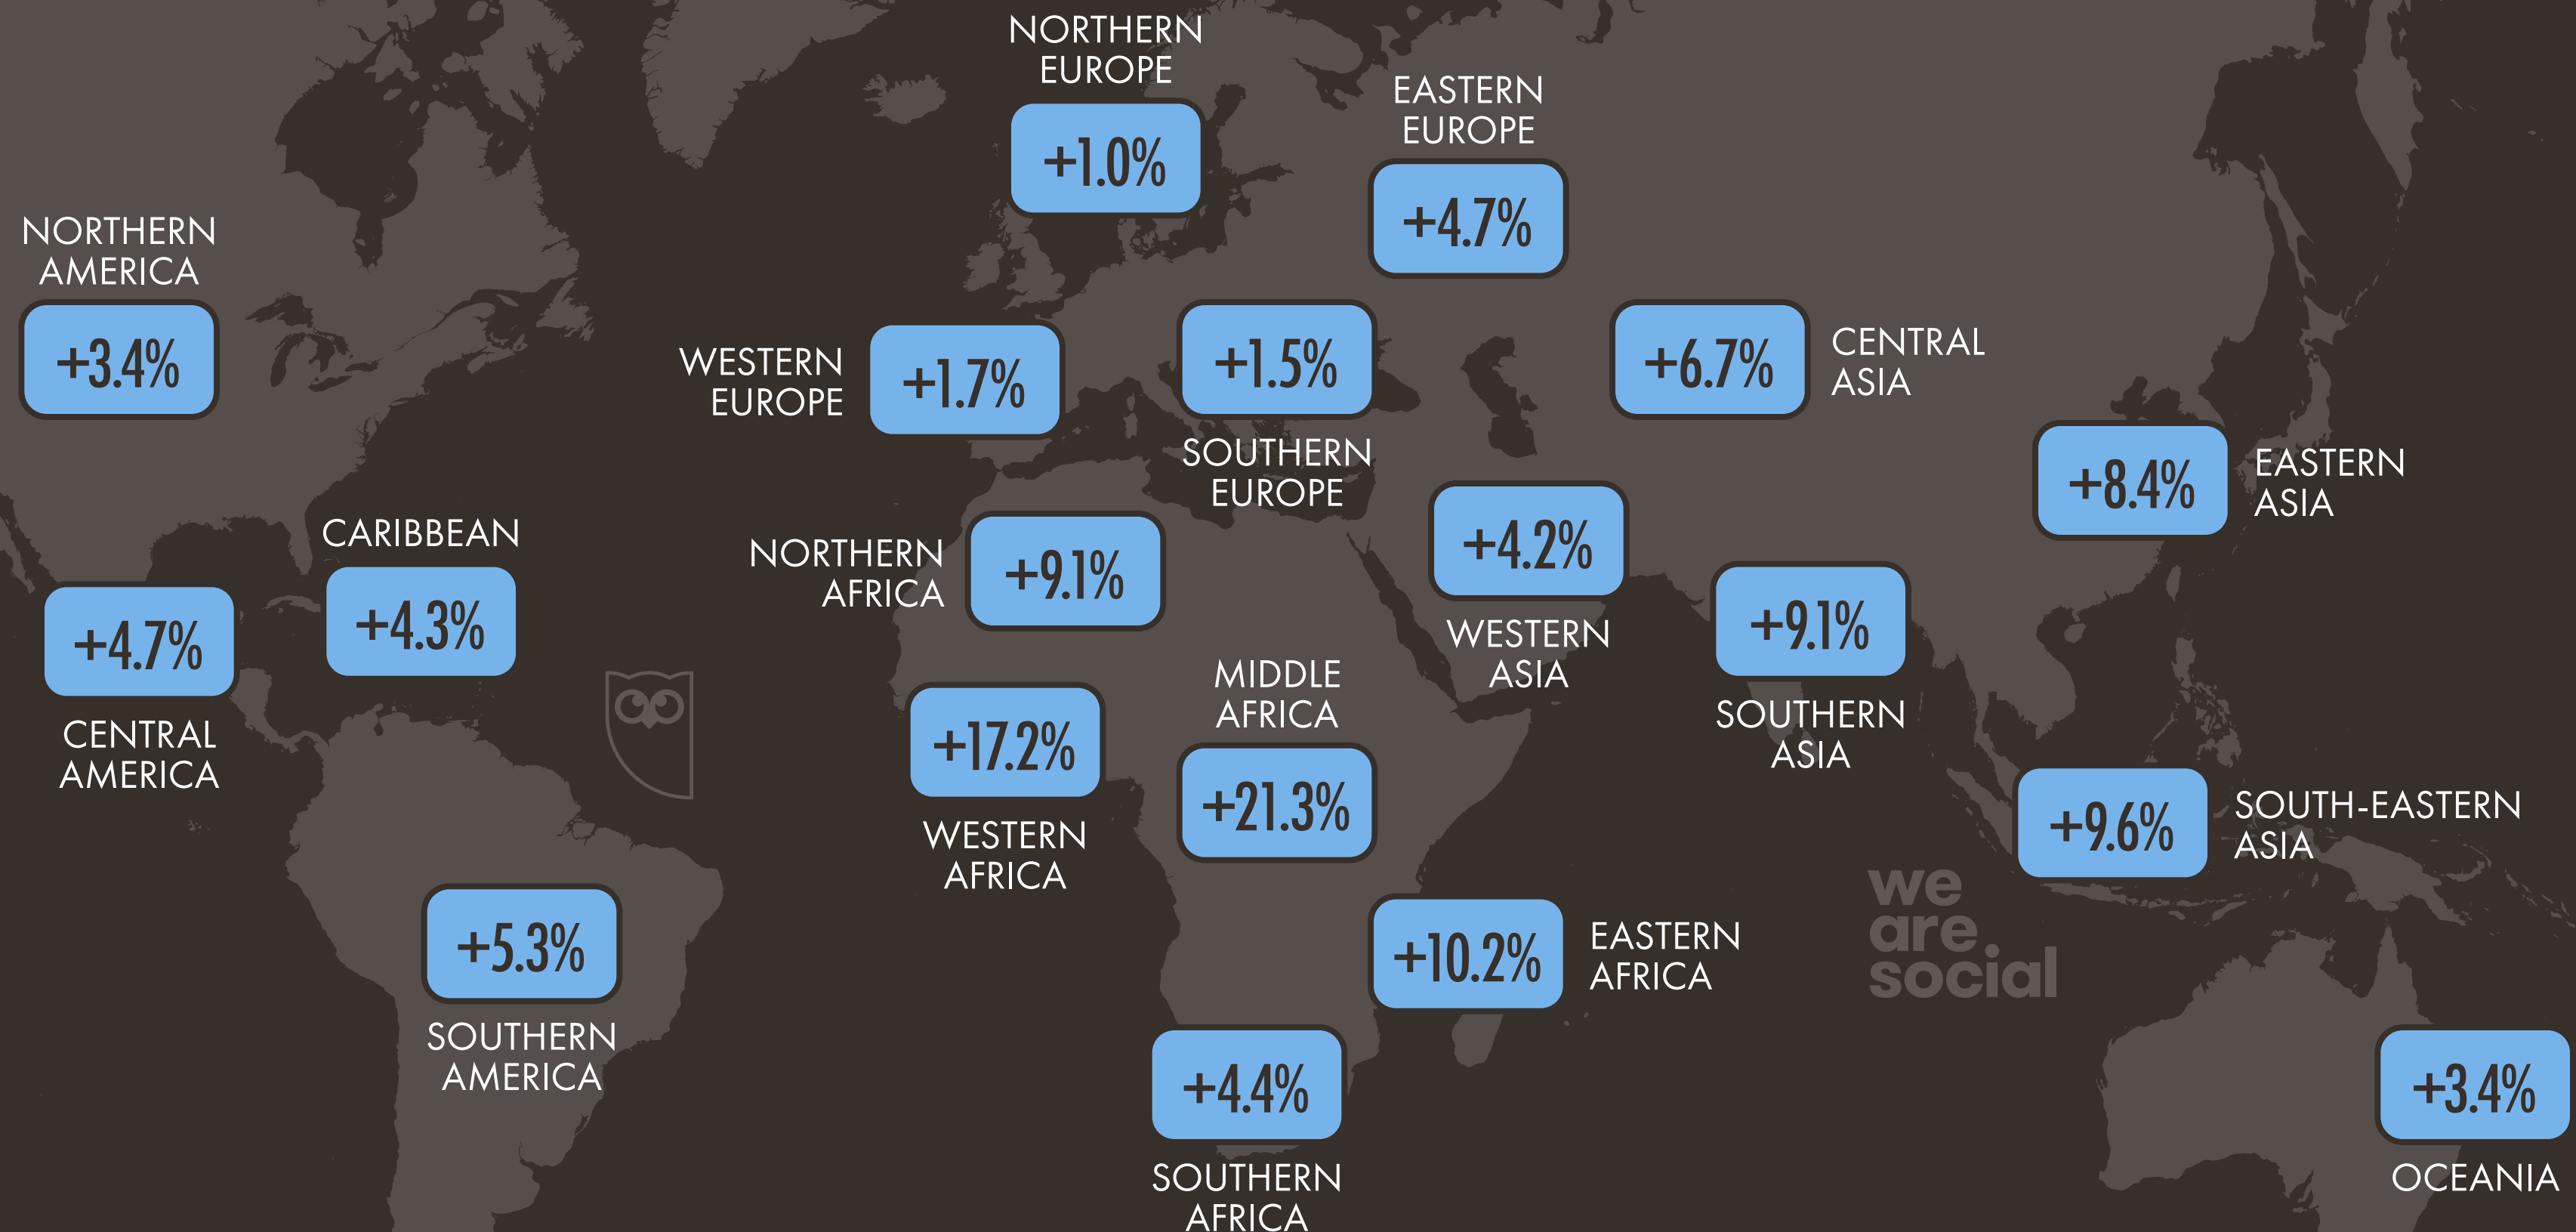 NORTHERN
EUROPE
+1.0%
EASTERN
EUROPE
+4.7%
NORTHERN
AMERICA
+3.4%
WESTERN
EUROPE
+1.7%
+1.5%
SOUTHERN
EUROPE
+6.7%
CENTRAL
ASIA
+8.4%
EASTERN
ASIA
CARIBBEAN
+4.3%
+4.7%
CENTRAL
AMERICA
NORTHERN
AFRICA
+9.1%
+4.2%
WESTERN
ASIA
+9.1%
SOUTHERN
ASIA
+17.2%
WESTERN
AFRICA
MIDDLE
AFRICA
+21.3%
+9.6%
SOUTH-EASTERN
ASIA
+5.3%
SOUTHERN
AMERICA
+10.2%
EASTERN
AFRICA
we
are
social
+4.4%
SOUTHERN
AFRICA
+3.4%
OCEANIA